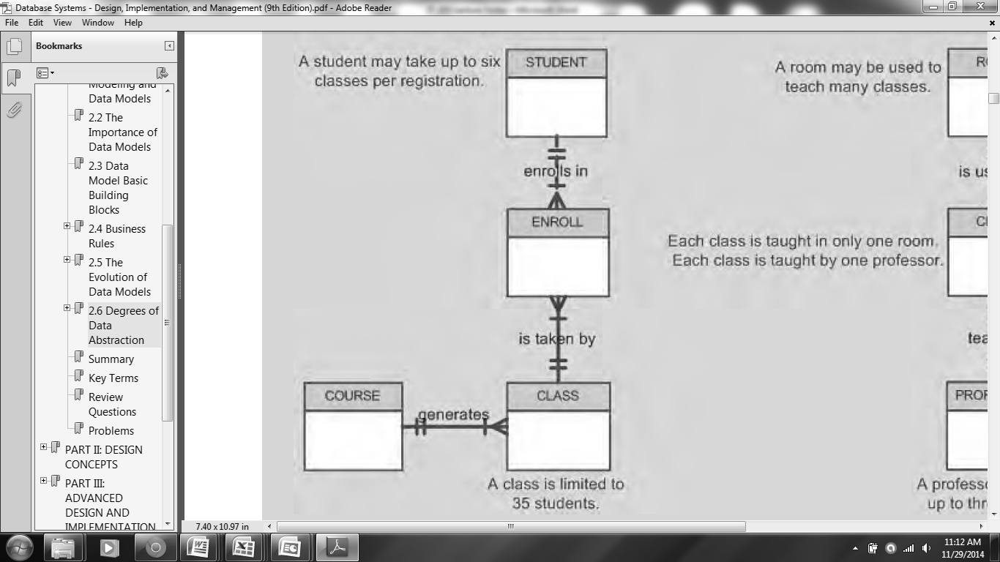 Database Systems - Design, Implementation, and Management (9th Edition).pdf - Adobe Reader
File Edit View Window Help
Bookmarks
Modeling and
Data Models
2.2 The
Importance of
Data Models
2.3 Data
Model Basic
Building
Blocks
2.4 Business
Rules
2.5 The
Evolution of
Data Models
2.6 Degrees of
Data
Abstraction
Summary
Key Terms
Review
Questions
Problems
PART II: DESIGN
CONCEPTS
PART III:
ADVANCED
DESIGN AND
IMPLEMENTATION
A student may take up to six
classes per registration.
STUDENT
enrolls in
ENROLL
is taken by
COURSE
generates
CLASS
A class is limited to
35 students.
A room may be used to
teach many classes.
RO
is us
Each class is taught in only one room.
Each class is taught by one professor.
Cl
tea
PROF
A profess
up to thr
7.40 x 10.97 in
11:12 AM
11/29/2014